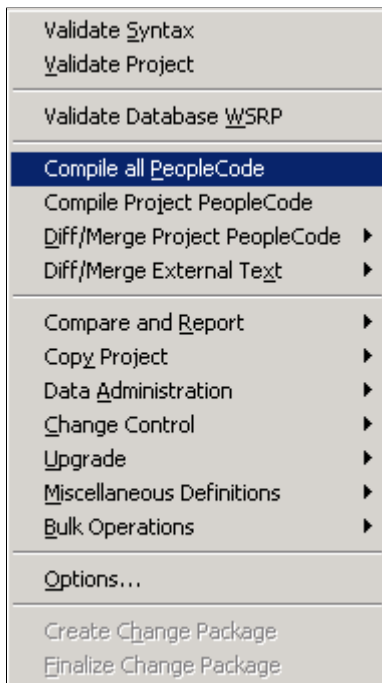 Validate Syntax
Validate Project
Validate Database WSRP
Compile all PeopleCode
Compile Project PeopleCode
Diff/Merge Project PeopleCode
Diff/Merge External Text
Compare and Report
Copy Project
Data Administration
Change Control
Upgrade
Miscellaneous Definitions
Bulk Operations
Options...
Create Change Package
Finalize Change Package